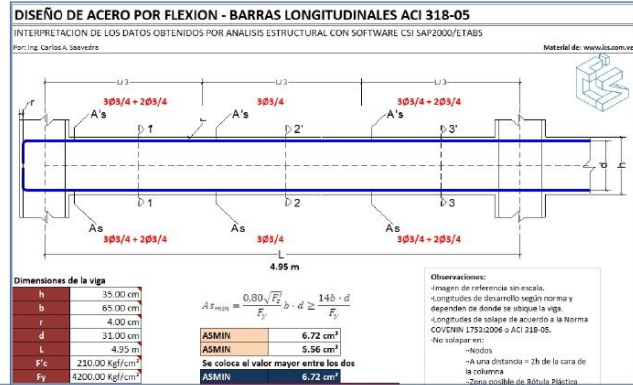 DISEÑO DE ACERO POR FLEXION - BARRAS LONGITUDINALES ACI 318-05
INTERPRETACION DE LOS DATOS OBTENIDOS POR ANALISIS ESTRUCTURAL CON SOFTWARE CSI SAP2000/ETABS
Por: Ing. Carlos A. Saavedra Material de: www.ics.com.ve
L/3 L/3 L/3
3Ø3/4 + 2Ø3/4 3Ø3/4 3Ø3/4 + 2Ø3/4
r A's A's A's
1 r 2' 3'
d h
1 2 3
As As As
3Ø3/4 + 2Ø3/4 3Ø3/4 3Ø3/4 + 2Ø3/4
L
4.95 m
Dimensiones de la viga
h 35.00 cm
b 65.00 cm
r 4.00 cm
d 31.00 cm
L 4.95 m
F'c 210.00 Kgf/cm²
Fy 4200.00 Kgf/cm²
As min = 0,80√F'c / Fy b · d ≥ 14b · d / Fy
ASMIN 6.72 cm²
ASMIN 5.56 cm²
Se coloca el valor mayor entre los dos
ASMIN 6.72 cm²
Observaciones:
-Imagen de referencia sin escala.
-Longitudes de desarrollo según norma y
dependen de donde se ubique la viga.
-Longitudes de solape de acuerdo a la Norma
COVENIN 1753:2006 o ACI 318-05.
-No solapar en:
--Nodos
--A una distancia = 2h de la cara de
la columna
--Zona posible de Rótula Plástica